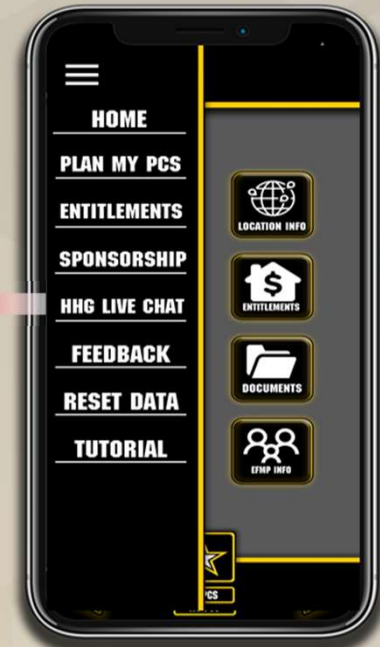 HOME
PLAN MY PCS
ENTITLEMENTS
SPONSORSHIP
HHG LIVE CHAT
FEEDBACK
RESET DATA
TUTORIAL
LOCATION INFO
ENTITLEMENTS
DOCUMENTS
EFMP INFO
PCS